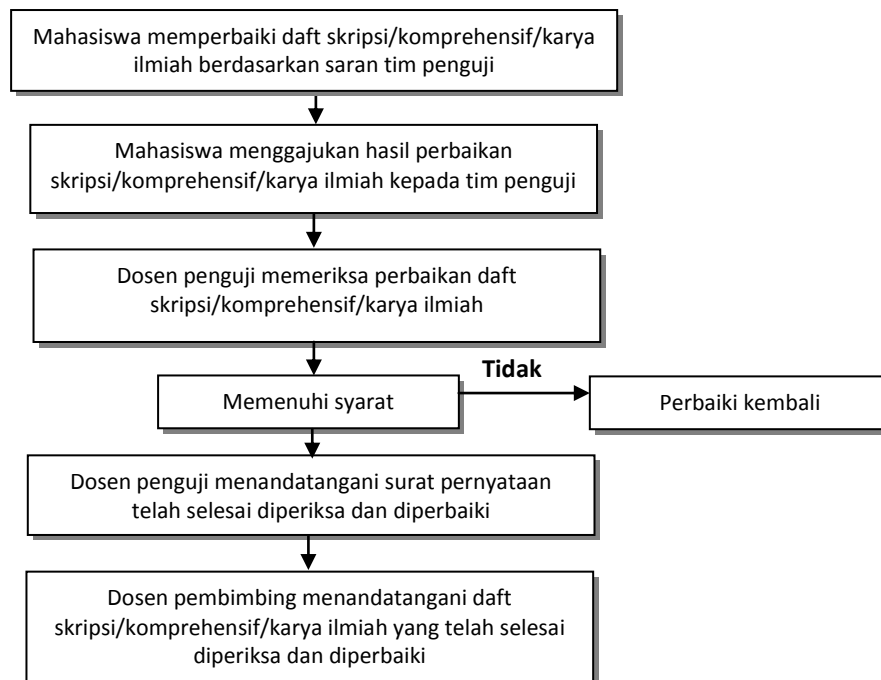 Mahasiswa memperbaiki daft skripsi/komprehensif/karya
ilmiah berdasarkan saran tim penguji
Mahasiswa menggajukan hasil perbaikan
skripsi/komprehensif/karya ilmiah kepada tim penguji
Dosen penguji memeriksa perbaikan daft
skripsi/komprehensif/karya ilmiah
Memenuhi syarat
Tidak
Perbaiki kembali
Dosen penguji menandatangani surat pernyataan
telah selesai diperiksa dan diperbaiki
Dosen pembimbing menandatangani daft
skripsi/komprehensif/karya ilmiah yang telah selesai
diperiksa dan diperbaiki